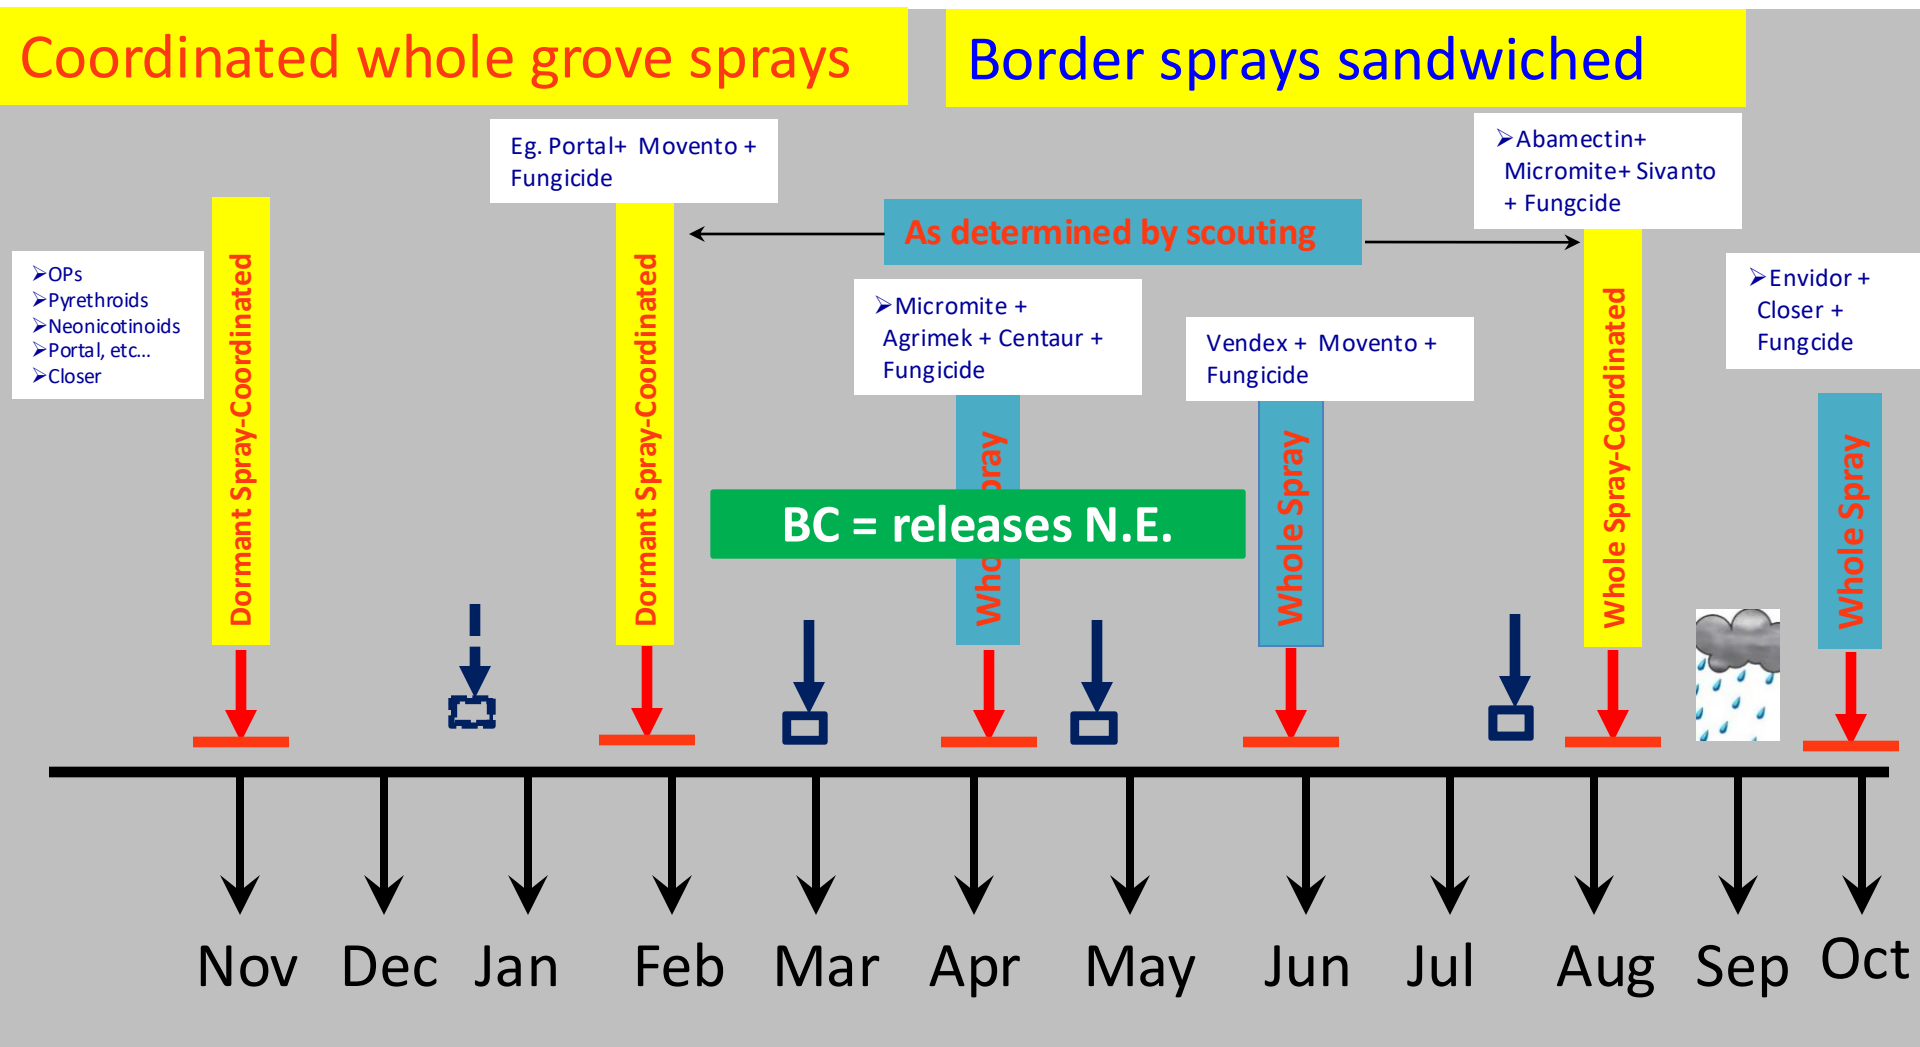 Coordinated whole grove sprays
Border sprays sandwiched
Eg. Portal+ Movento +
Fungicide
➢Abamectin+
Micromite+ Sivanto
+ Fungcide
As determined by scouting
➢OPs
➢Pyrethroids
➢Neonicotinoids
➢Portal, etc...
➢Closer
➢Micromite +
Agrimek + Centaur +
Fungicide
Vendex + Movento +
Fungicide
➢Envidor +
Closer +
Fungcide
Dormant Spray-Coordinated
Dormant Spray-Coordinated
Whole Spray
Whole Spray
Whole Spray-Coordinated
Whole Spray
BC = releases N.E.
Nov Dec Jan Feb Mar Apr May Jun Jul Aug Sep Oct